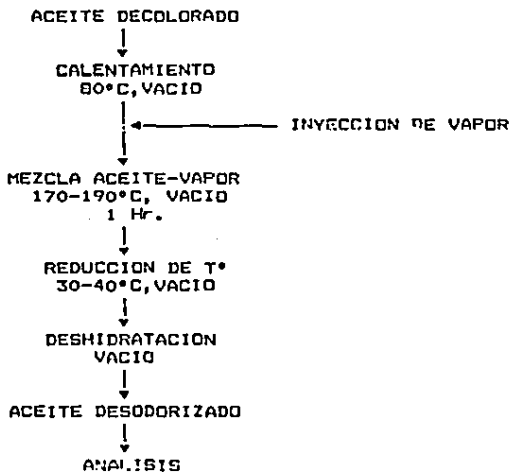 ACEITE DECOLORADO
CALENTAMIENTO
80°C,VACIO
INYECCION DE VAPOR
MEZCLA ACEITE-VAPOR
170-190°C, VACIO
1 Hr.
REDUCCION DE T°
30-40°C,VACIO
DESHIDRATACION
VACIO
ACEITE DESODORIZADO
ANALISIS